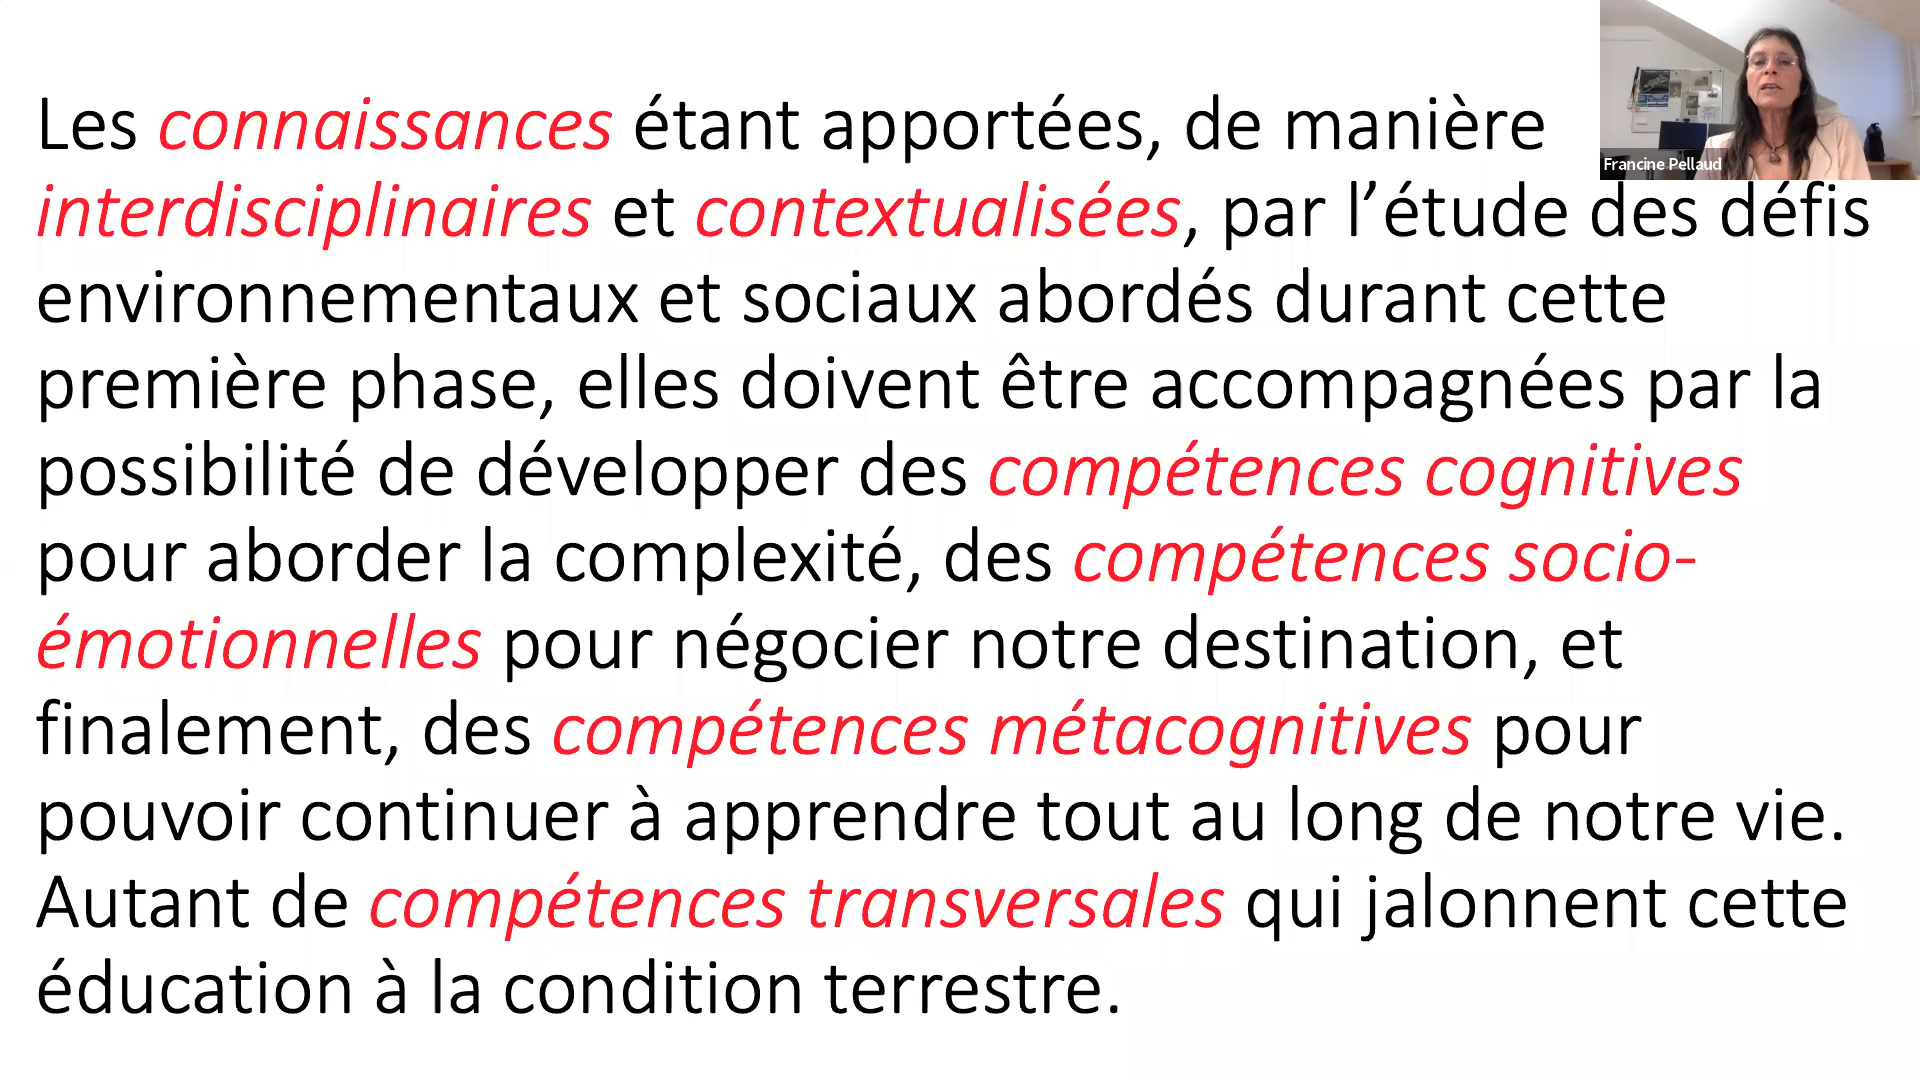 Les connaissances étant apportées, de manière
interdisciplinaires et contextualisées, par l’étude des défis
environnementaux et sociaux abordés durant cette
première phase, elles doivent être accompagnées par la
possibilité de développer des compétences cognitives
pour aborder la complexité, des compétences socio-
émotionnelles pour négocier notre destination, et
finalement, des compétences métacognitives pour
pouvoir continuer à apprendre tout au long de notre vie.
Autant de compétences transversales qui jalonnent cette
éducation à la condition terrestre.
Francine Pellaud